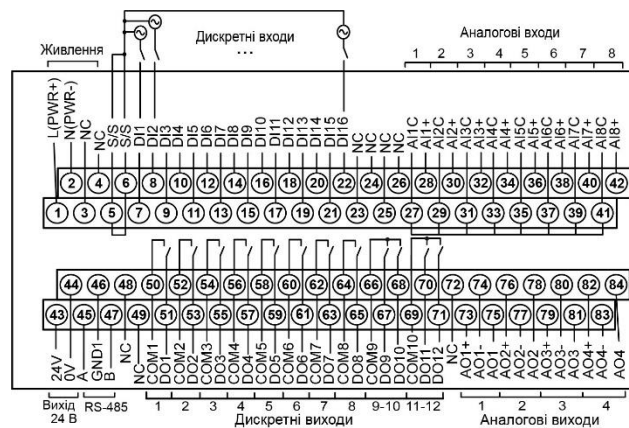 Живлення
Дискретні входи
...
Аналогові входи
1 2 3 4 5 6 7 8
L(PWR+) N(PWR-) NC NC S/S S/S DI1 DI2 DI3 DI4 DI5 DI6 DI7 DI8 DI9 DI10 DI11 DI12 DI13 DI14 DI15 DI16 NC NC NC NC AI1C AI1+ AI2C AI2+ AI3C AI3+ AI4C AI4+ AI5C AI5+ AI6C AI6+ AI7C AI7+ AI8C AI8+
2 4 6 8 10 12 14 16 18 20 22 24 26 28 30 32 34 36 38 40 42
1 3 5 7 9 11 13 15 17 19 21 23 25 27 29 31 33 35 37 39 41
44 46 48 50 52 54 56 58 60 62 64 66 68 70 72 74 76 78 80 82 84
43 45 47 49 51 53 55 57 59 61 63 65 67 69 71 73 75 77 79 81 83
24V 0V A GND1 B NC NC COM1 DO1 COM2 DO2 COM3 DO3 COM4 DO4 COM5 DO5 COM6 DO6 COM7 DO7 COM8 DO8 COM9 DO9 DO10 COM10 DO11 DO12 NC AO1+ AO1- AO1 AO2+ AO2- AO2 AO3+ AO3- AO3 AO4+ AO4- AO4
Вихід RS-485 1 2 3 4 5 6 7 8 9-10 11-12 1 2 3 4
24 В Дискретні виходи Аналогові виходи